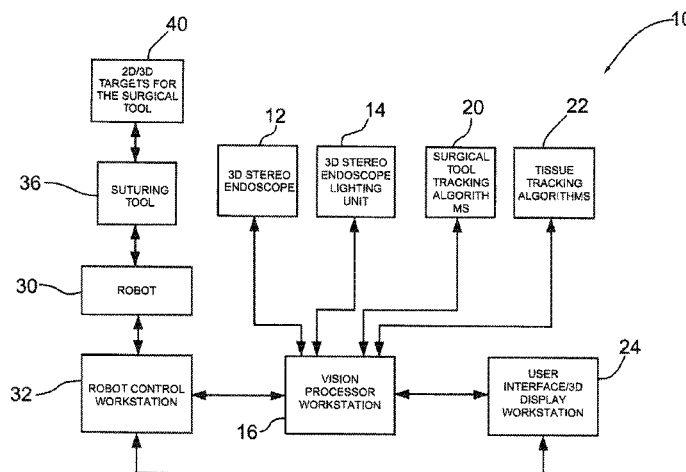 10
40
2D/3D
TARGETS FOR
THE SURGICAL
TOOL
12
14
20
22
3D STEREO
ENDOSCOPE
3D STEREO
ENDOSCOPE
LIGHTING
UNIT
SURGICAL
TOOL
TRACKING
ALGORITH
MS
TISSUE
TRACKING
ALGORITHMS
36
SUTURING
TOOL
30
ROBOT
32
ROBOT CONTROL
WORKSTATION
VISION
PROCESSOR
WORKSTATION
16
USER
INTERFACE/3D
DISPLAY
WORKSTATION
24